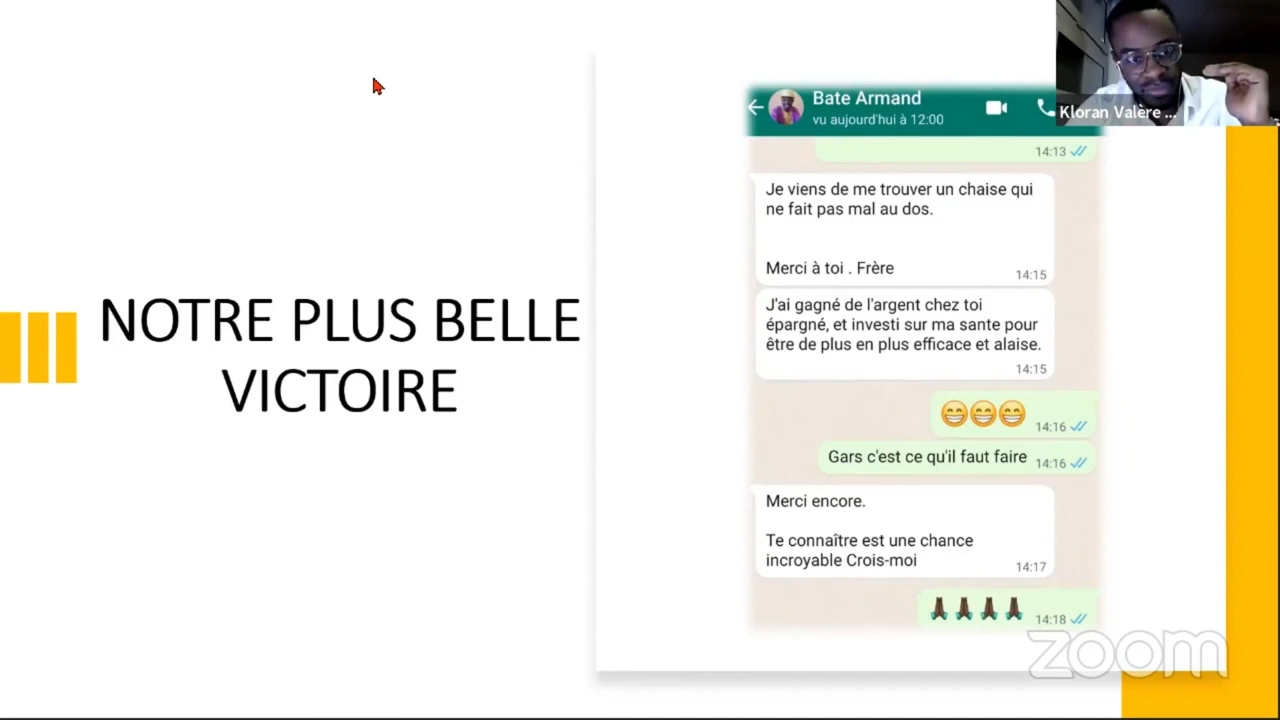 NOTRE PLUS BELLE
VICTOIRE
Bate Armand
vu aujourd'hui à 12:00
Kloran Valère ...
14:13
Je viens de me trouver un chaise qui
ne fait pas mal au dos.
Merci à toi . Frère
14:15
J'ai gagné de l'argent chez toi
épargné, et investi sur ma sante pour
être de plus en plus efficace et alaise.
14:15
14:16
Gars c'est ce qu'il faut faire 14:16
Merci encore.
Te connaître est une chance
incroyable Crois-moi
14:17
14:18
zoom